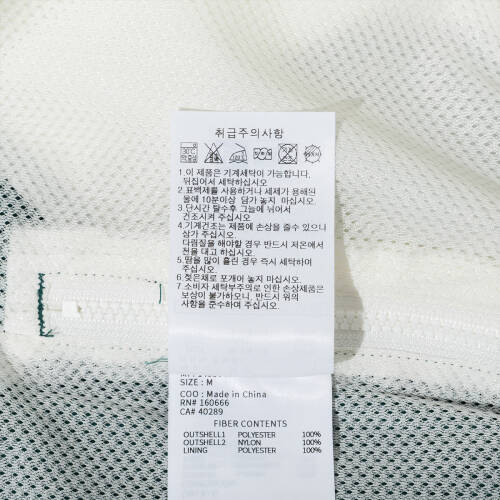 취급주의사항
1.이 제품은 기계세탁이 가능합니다.
뒤집어서 세탁하십시오
2.표백제를 사용하거나 세제가 용해된
물에 10분이상 담가 놓지 마십시오.
3.단시간 탈수후 그늘에 뉘어서
건조시켜 주십시오
4.기계건조는 제품에 손상을 줄수 있으니
삼가 주십시오.
다림질을 해야할 경우 반드시 저온에서
천을 대고 하십시오.
5.땀을 많이 흘린 경우 즉시 세탁하여
주십시오.
6.젖은채로 포개어 놓지 마십시오.
7.소비자 세탁부주의로 인한 손상제품은
보상이 불가하오니, 반드시 위의
사항을 준수하여 주십시오.
SIZE : M
COO : Made in China
RN# 160666
CA# 40289
FIBER CONTENTS
OUTSHELL1 POLYESTER 100%
OUTSHELL2 NYLON 100%
LINING POLYESTER 100%